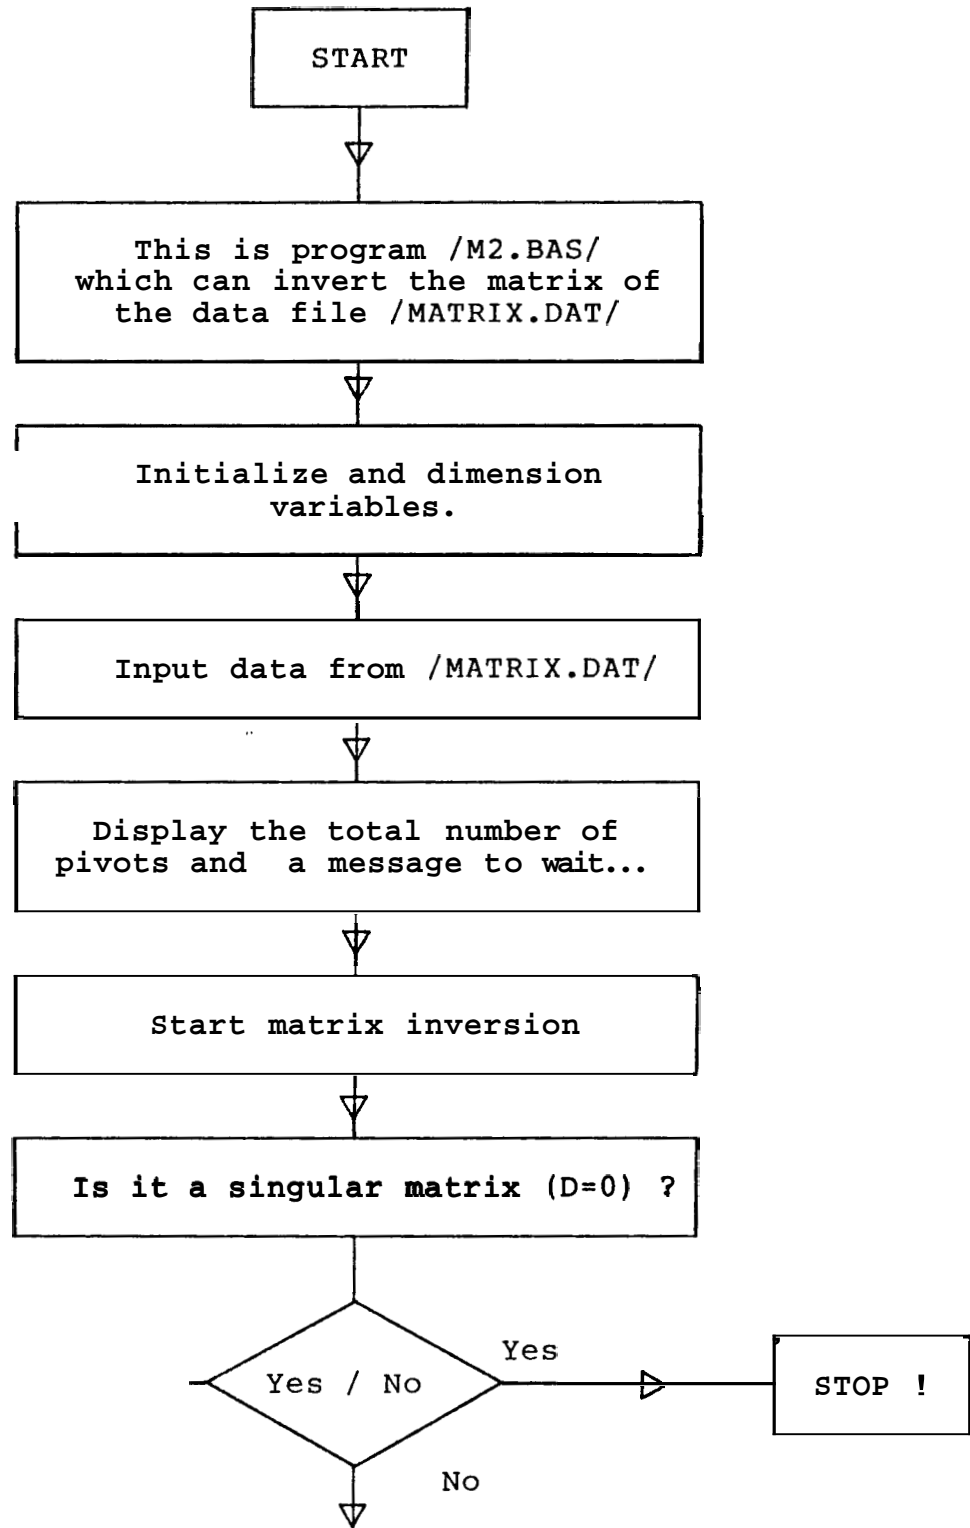 START
This is program /M2.BAS/
which can invert the matrix of
the data file /MATRIX.DAT/
Initialize and dimension
variables.
Input data from /MATRIX.DAT/
Display the total number of
pivots and a message to wait...
Start matrix inversion
Is it a singular matrix (D=0) ?
Yes
Yes / No
STOP !
No